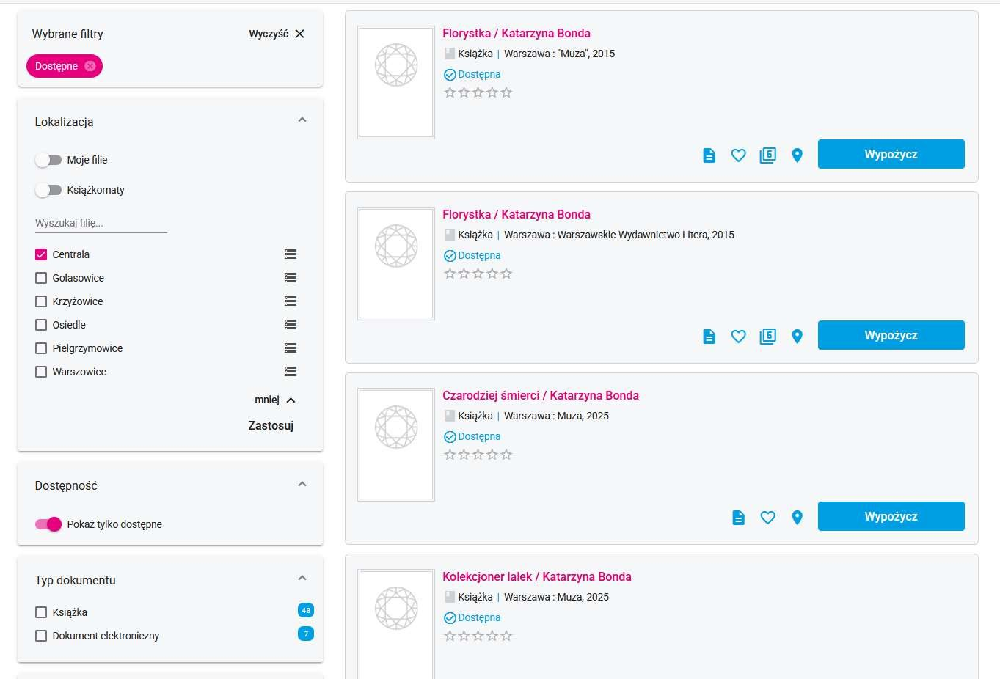 Wybrane filtry
Wyczyść
Dostępne
Lokalizacja
Moje filie
Książkomaty
Wyszukaj filię...
Centrala
Golasowice
Krzyżowice
Osiedle
Pielgrzymowice
Warszowice
mniej
Zastosuj
Dostępność
Pokaż tylko dostępne
Typ dokumentu
Książka 48
Dokument elektroniczny 7
Florystka / Katarzyna Bonda
Książka | Warszawa : "Muza", 2015
Dostępna
6
Wypożycz
Florystka / Katarzyna Bonda
Książka | Warszawa : Warszawskie Wydawnictwo Litera, 2015
Dostępna
6
Wypożycz
Czarodziej śmierci / Katarzyna Bonda
Książka | Warszawa : Muza, 2025
Dostępna
Wypożycz
Kolekcjoner lalek / Katarzyna Bonda
Książka | Warszawa : Muza, 2025
Dostępna